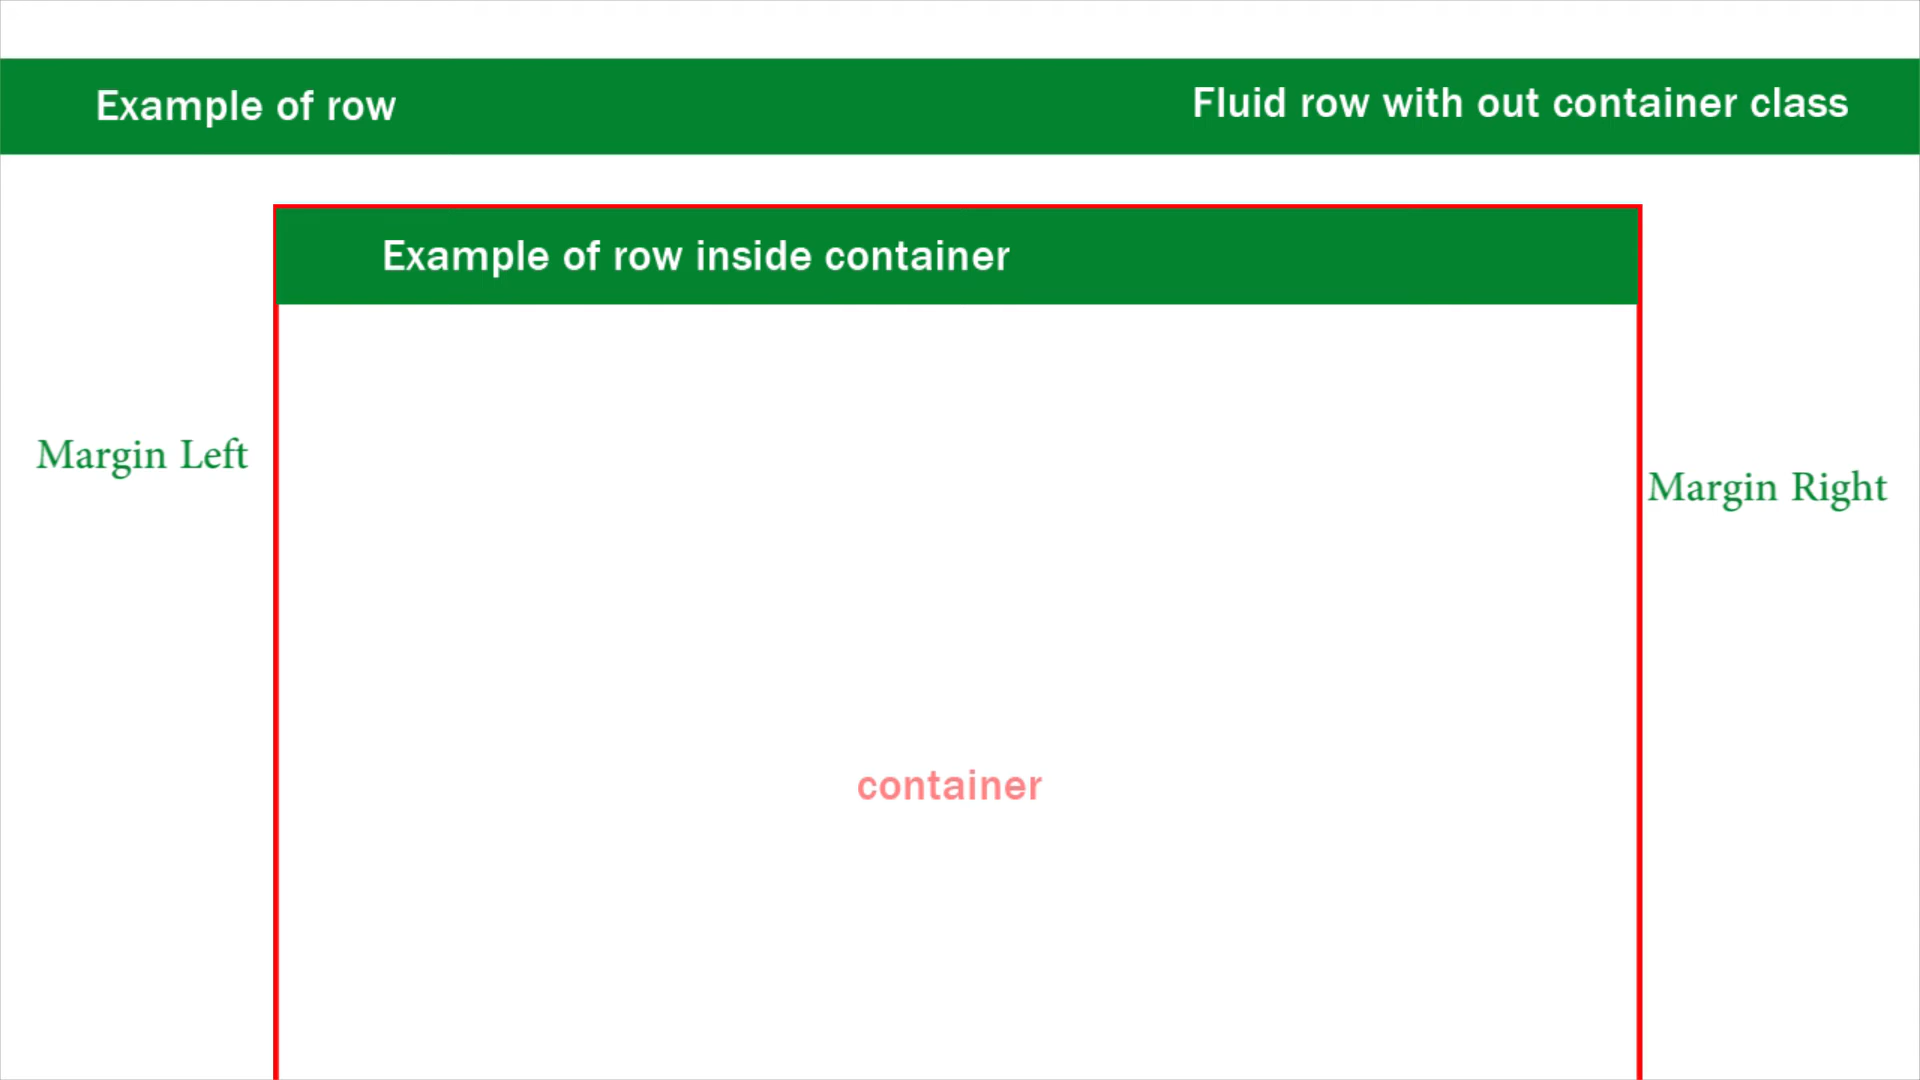 Example of row
Fluid row with out container class
Example of row inside container
Margin Left
Margin Right
container